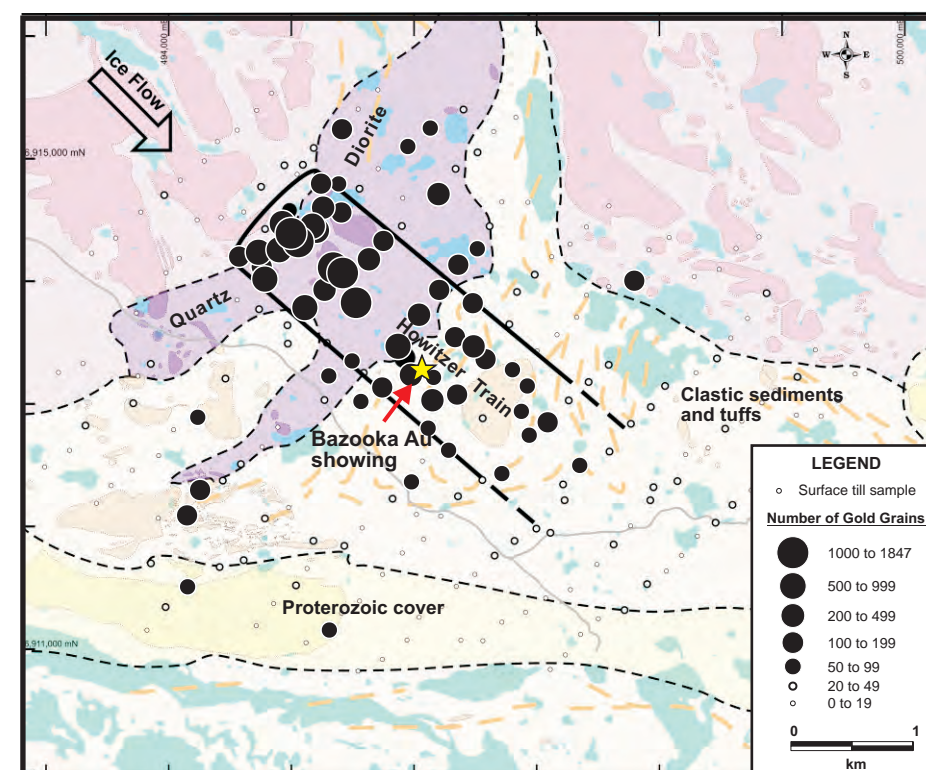 494,000 mE
500,000 mE
N
W E
S
Ice Flow
6,915,000 mN
Diorite
Quartz
Howitzer Train
Clastic sediments
and tuffs
Bazooka Au
showing
Proterozoic cover
6,911,000 mN
LEGEND
Surface till sample
Number of Gold Grains
1000 to 1847
500 to 999
200 to 499
100 to 199
50 to 99
20 to 49
0 to 19
0 1
km